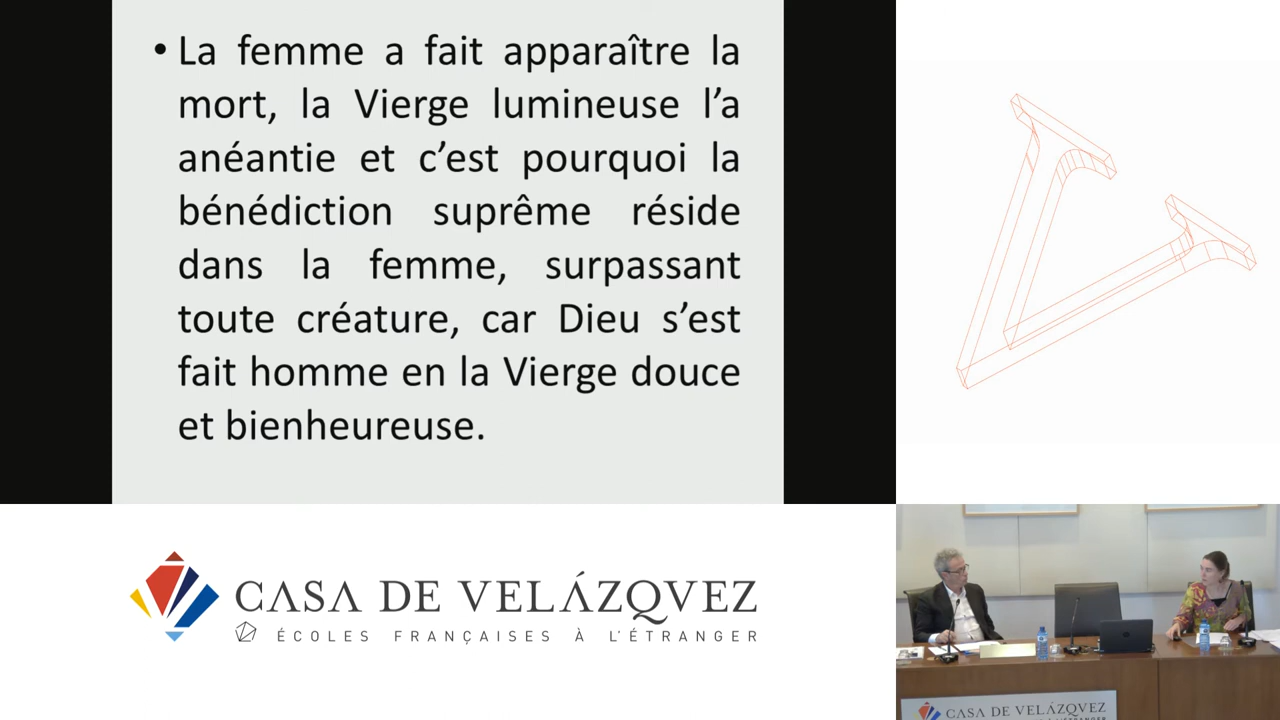 • La femme a fait apparaître la
mort, la Vierge lumineuse l’a
anéantie et c’est pourquoi la
bénédiction suprême réside
dans la femme, surpassant
toute créature, car Dieu s’est
fait homme en la Vierge douce
et bienheureuse.
CASA DE VELÁZQVEZ
ÉCOLES FRANÇAISES À L'ÉTRANGER
CASA DE VELÁZQVEZ